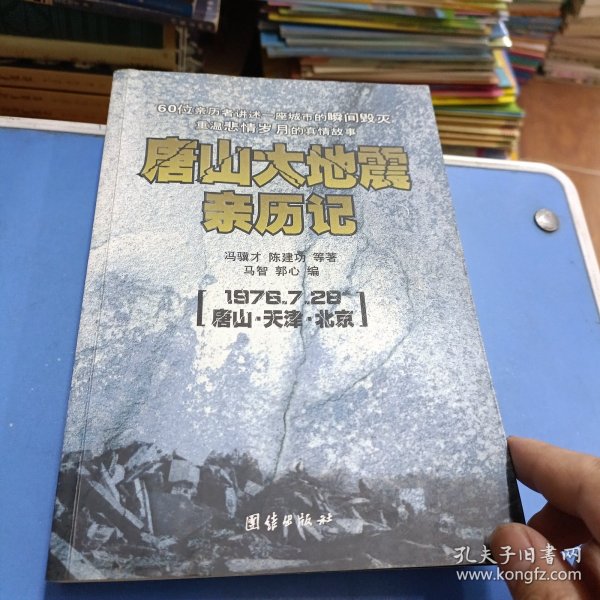 60位亲历者讲述一座城市的瞬间毁灭
重温悲情岁月的真情故事
唐山大地震
亲历记
冯骥才 陈建功 等著
马智 郭心 编
[1976.7.28
唐山·天津·北京]
团结出版社
孔夫子旧书网
www.kongfz.com